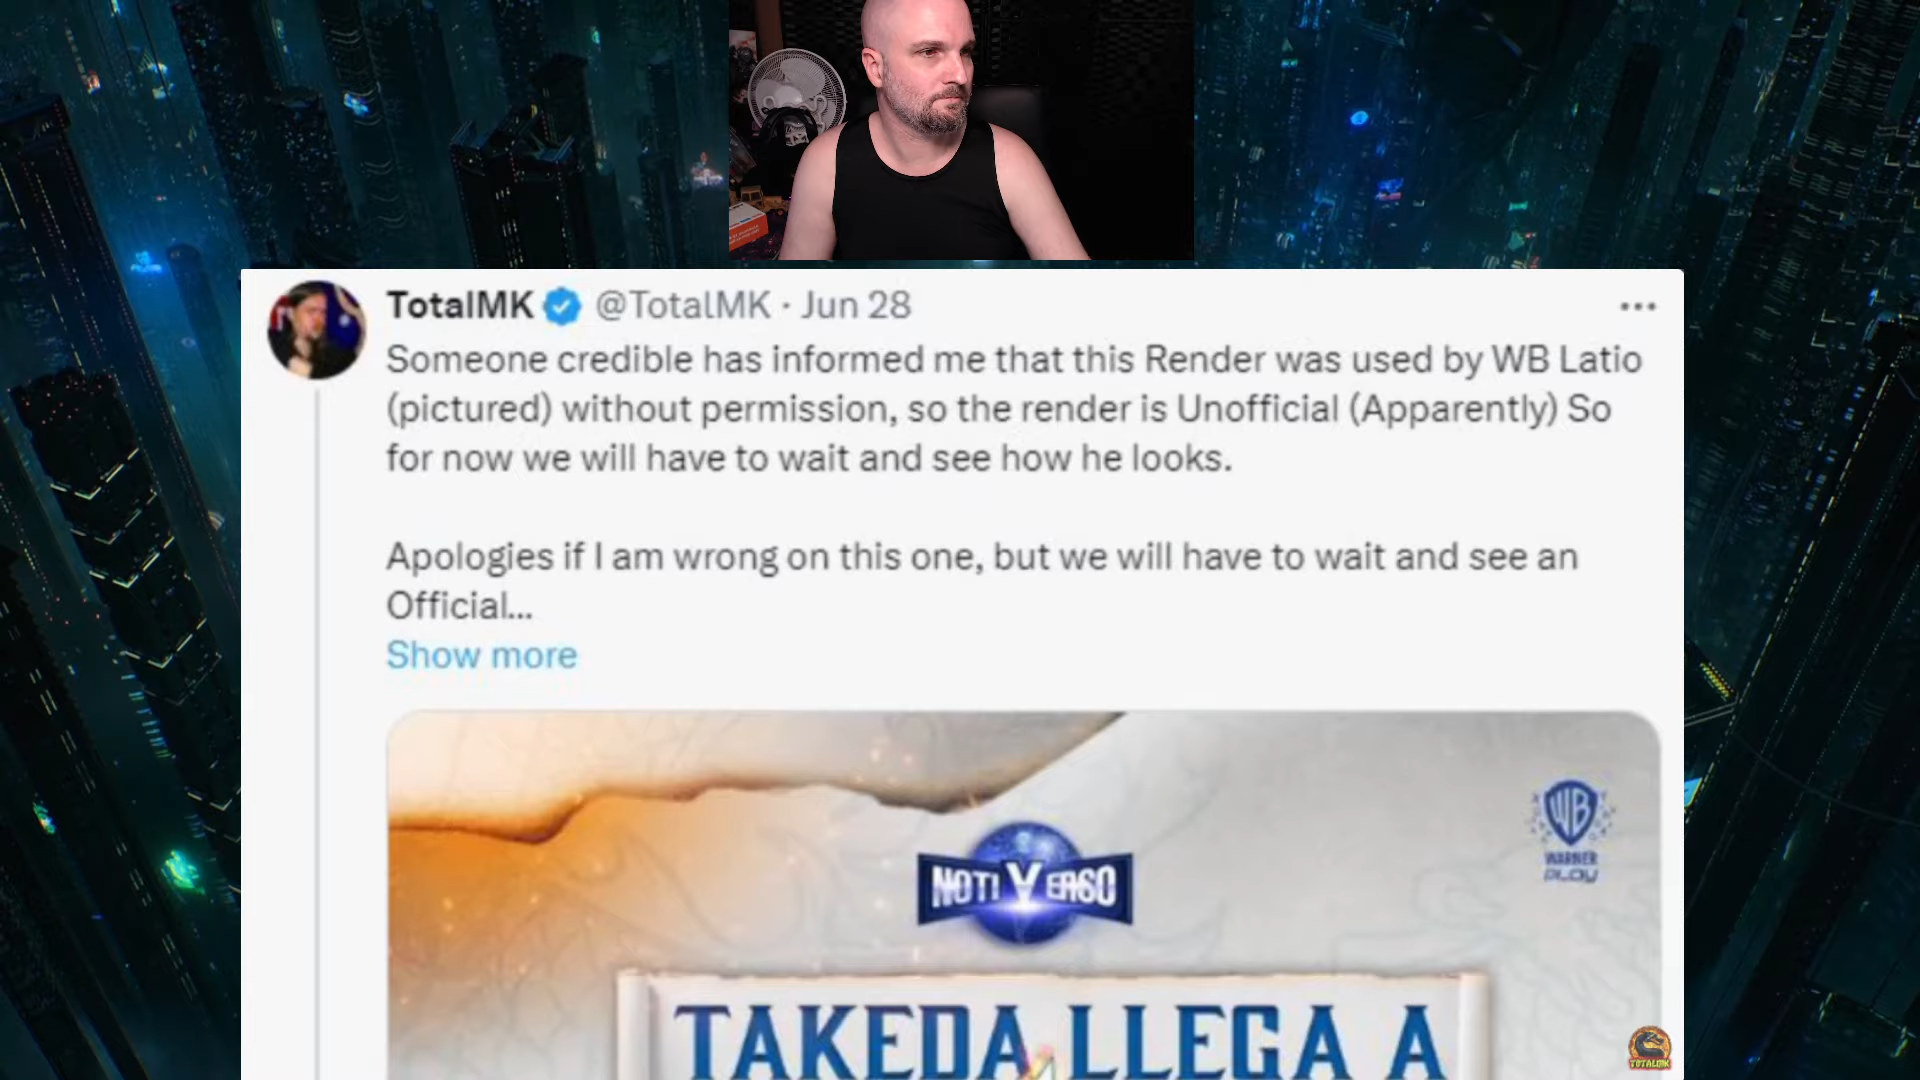 TotalMK @TotalMK · Jun 28
Someone credible has informed me that this Render was used by WB Latio
(pictured) without permission, so the render is Unofficial (Apparently) So
for now we will have to wait and see how he looks.
Apologies if I am wrong on this one, but we will have to wait and see an
Official...
Show more
WB
WARNER
PLAY
NOTIVERSO
TAKEDA LLEGA A
TOTALMK